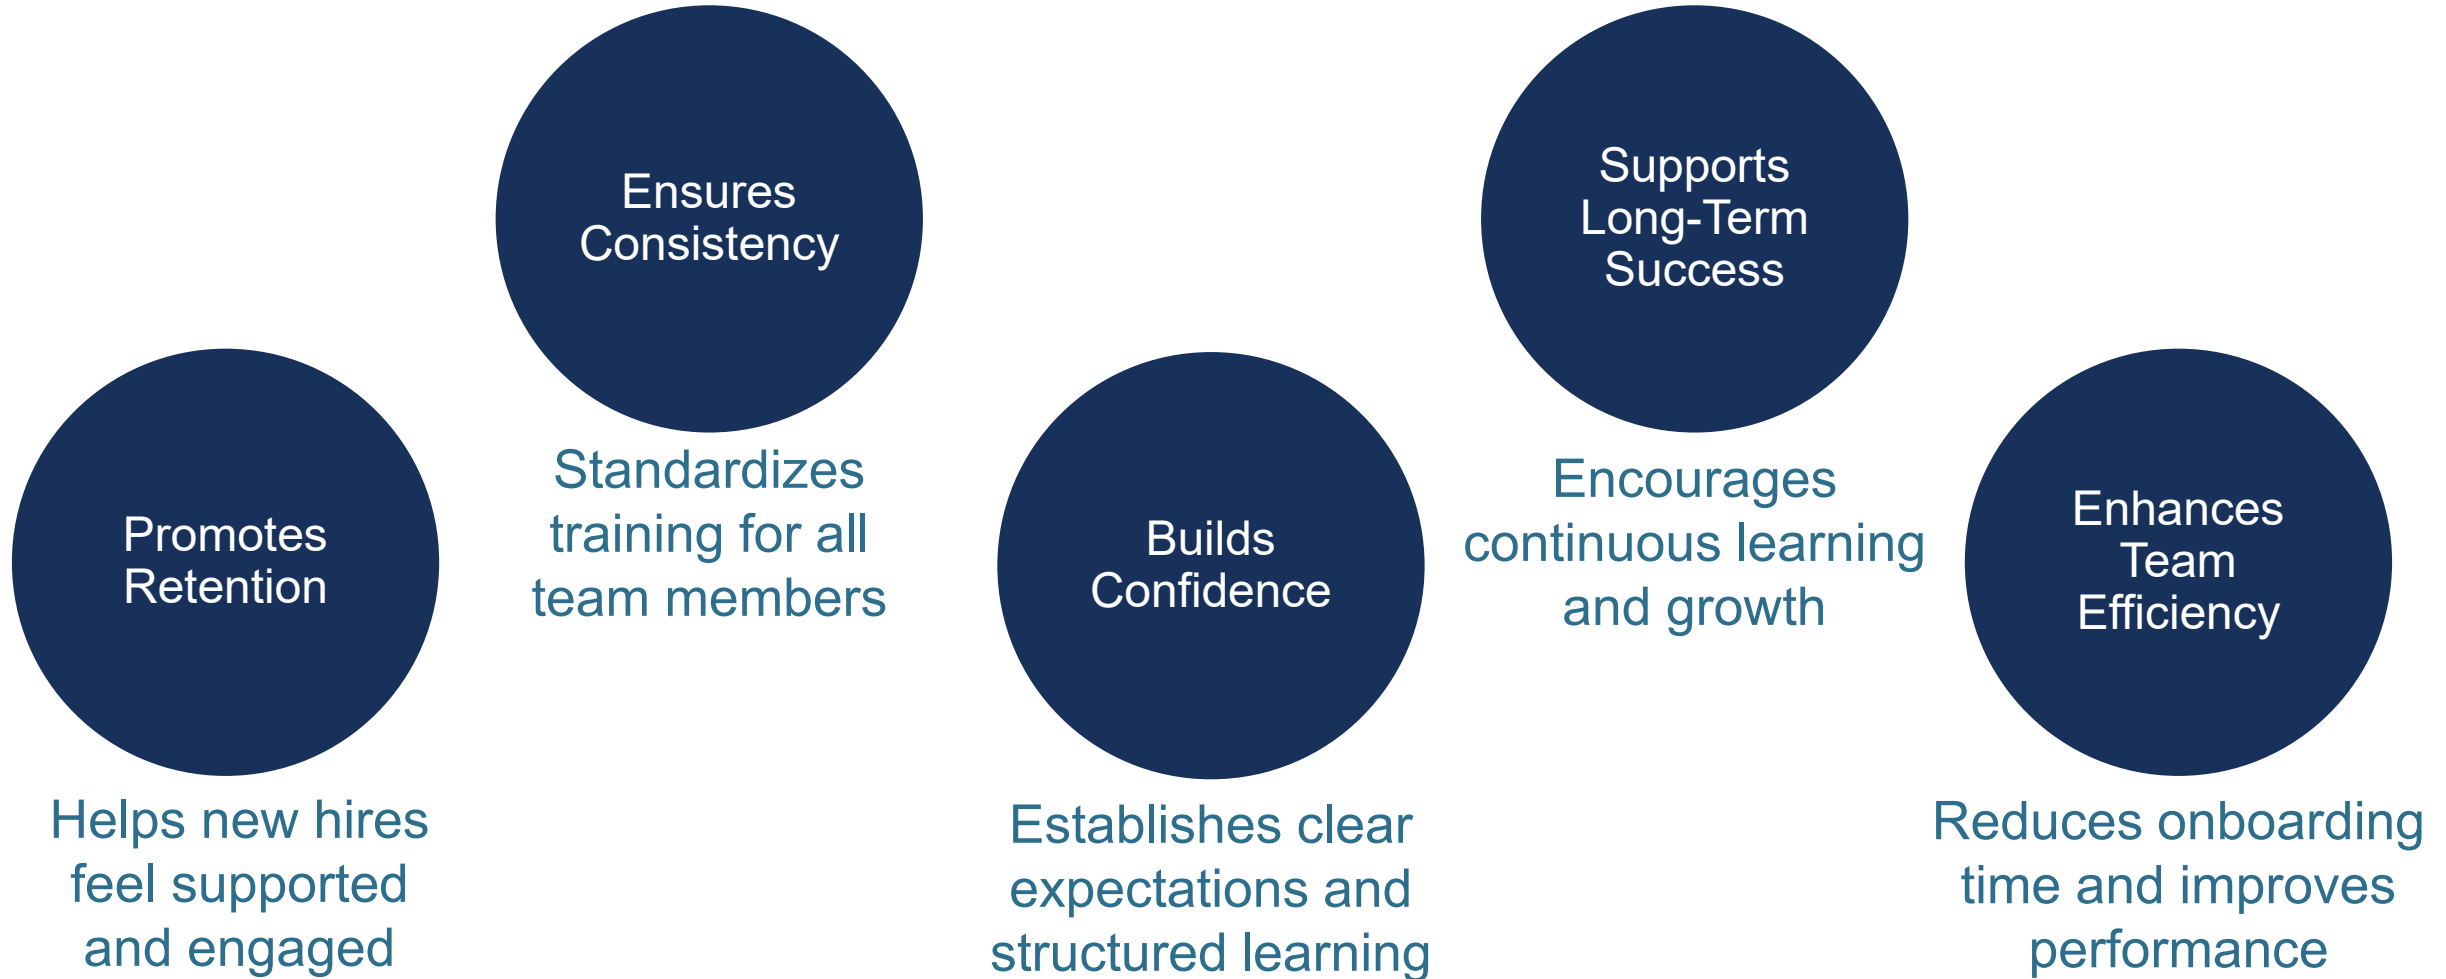 Promotes
Retention
Helps new hires
feel supported
and engaged
Ensures
Consistency
Standardizes
training for all
team members
Builds
Confidence
Establishes clear
expectations and
structured learning
Supports
Long-Term
Success
Encourages
continuous learning
and growth
Enhances
Team
Efficiency
Reduces onboarding
time and improves
performance